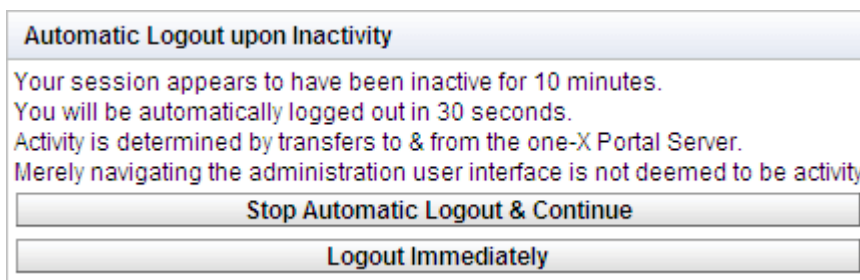 Automatic Logout upon Inactivity
Your session appears to have been inactive for 10 minutes.
You will be automatically logged out in 30 seconds.
Activity is determined by transfers to & from the one-X Portal Server.
Merely navigating the administration user interface is not deemed to be activity
Stop Automatic Logout & Continue
Logout Immediately